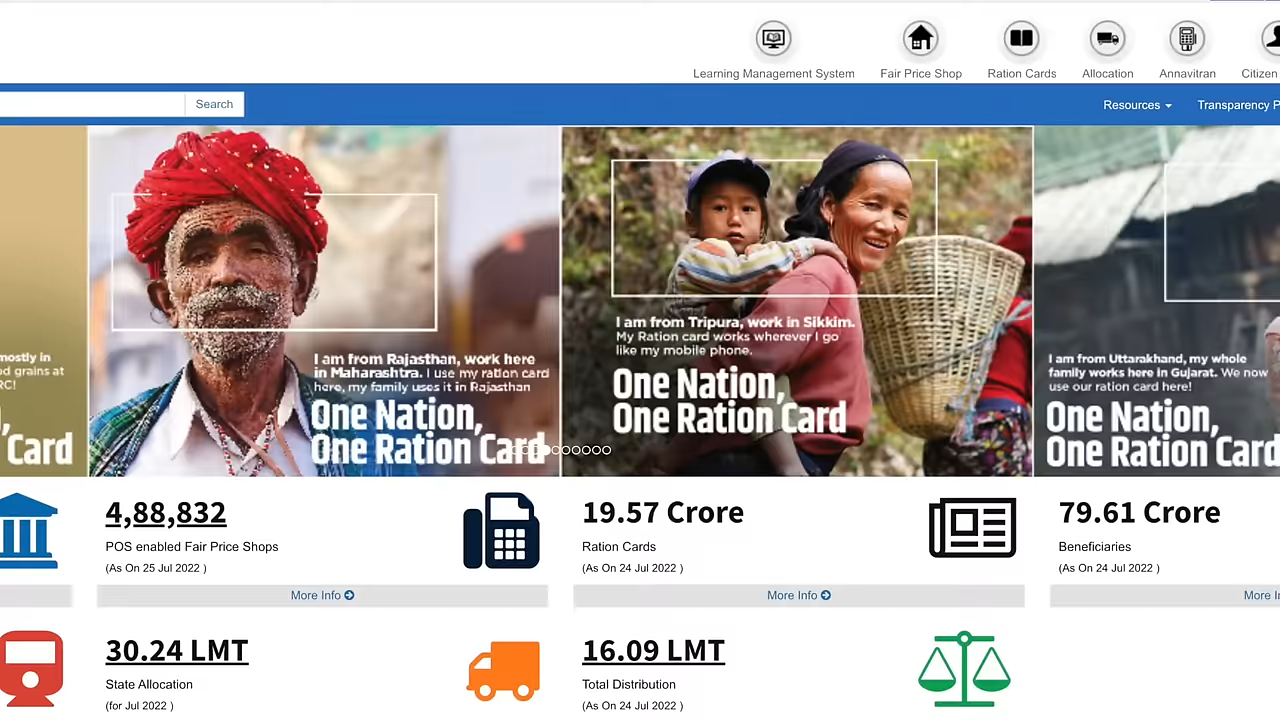 Learning Management System
Fair Price Shop
Ration Cards
Allocation
Annavitran
Citizen
Search
Resources
Transparency P
mostly in
od grains at
RC!
,
Card
I am from Rajasthan, work here
in Maharashtra. I use my ration card
here, my family uses it in Rajasthan
One Nation,
One Ration Card
I am from Tripura, work in Sikkim.
My Ration card works wherever I go
like my mobile phone.
One Nation,
One Ration Card
I am from Uttarakhand, my whole
family works here in Gujarat. We now
use our ration card here!
One Nation,
One Ration Card
4,88,832
POS enabled Fair Price Shops
(As On 25 Jul 2022 )
More Info
19.57 Crore
Ration Cards
(As On 24 Jul 2022 )
More Info
79.61 Crore
Beneficiaries
(As On 24 Jul 2022 )
More In
30.24 LMT
State Allocation
(for Jul 2022 )
16.09 LMT
Total Distribution
(As On 24 Jul 2022 )